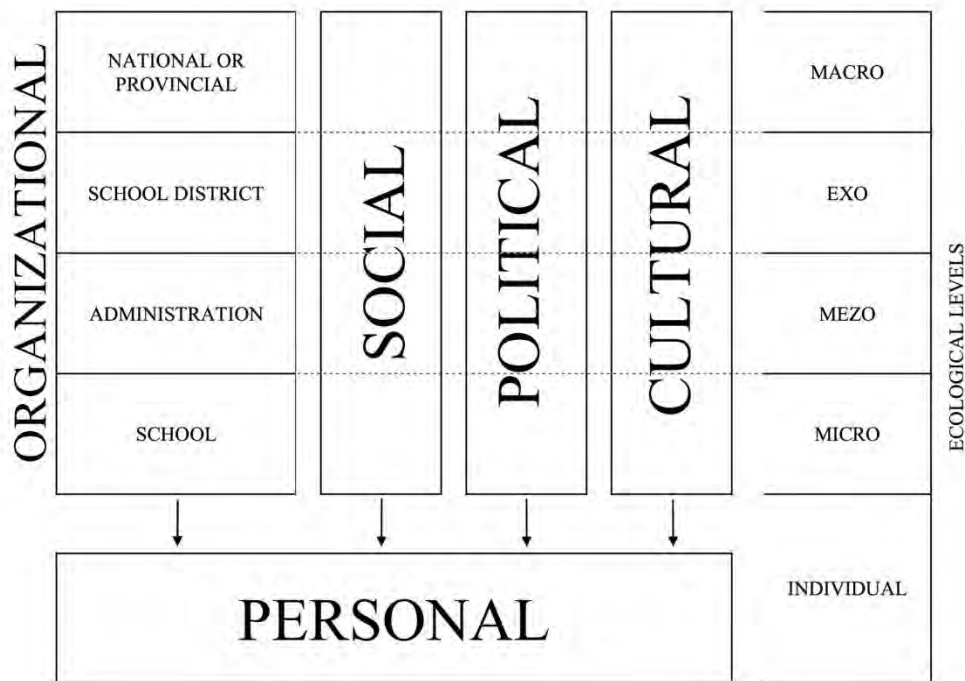 ORGANIZATIONAL
NATIONAL OR
PROVINCIAL
SCHOOL DISTRICT
ADMINISTRATION
SCHOOL
SOCIAL
POLITICAL
CULTURAL
MACRO
EXO
MEZO
MICRO
INDIVIDUAL
ECOLOGICAL LEVELS
PERSONAL